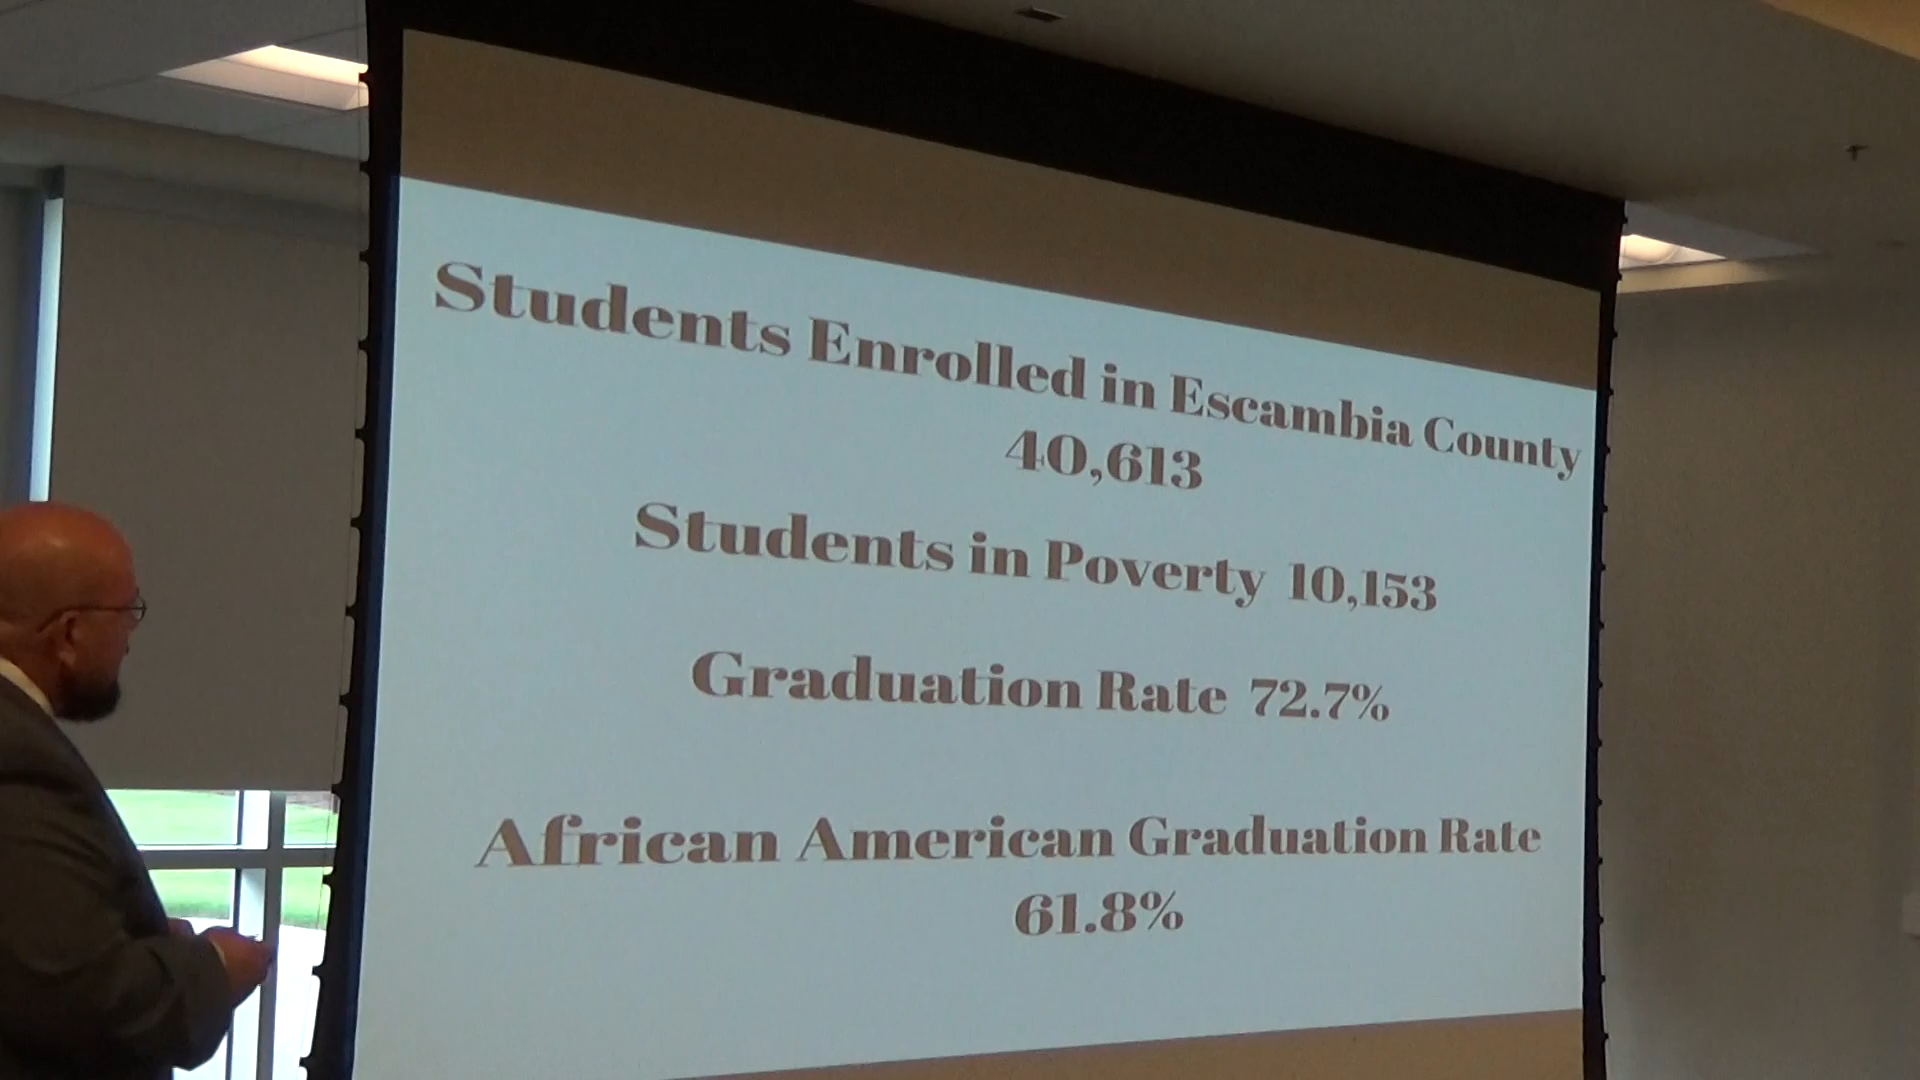 Students Enrolled in Escambia County
40,613
Students in Poverty 10,153
Graduation Rate 72.7%
African American Graduation Rate
61.8%